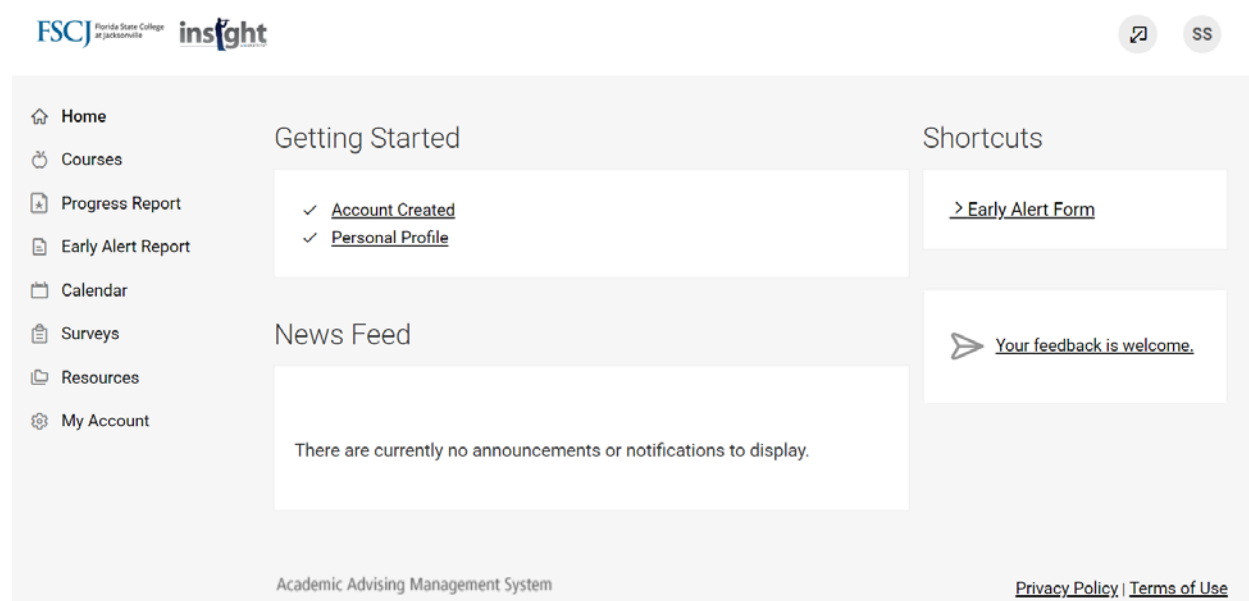 FSCJ Florida State College
at Jacksonville
insight
SS
Home
Courses
Progress Report
Early Alert Report
Calendar
Surveys
Resources
My Account
Getting Started
Account Created
Personal Profile
News Feed
There are currently no announcements or notifications to display.
Shortcuts
> Early Alert Form
Your feedback is welcome.
Academic Advising Management System
Privacy Policy | Terms of Use